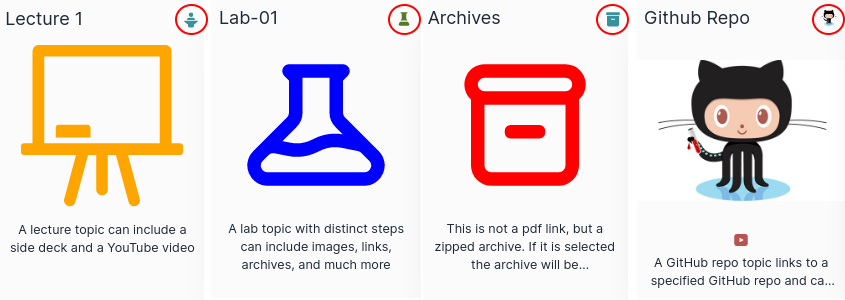 Lecture 1
A lecture topic can include a
side deck and a YouTube video
Lab-01
A lab topic with distinct steps
can include images, links,
archives, and much more
Archives
This is not a pdf link, but a
zipped archive. If it is selected
the archive will be...
Github Repo
A GitHub repo topic links to a
specified GitHub repo and ca...